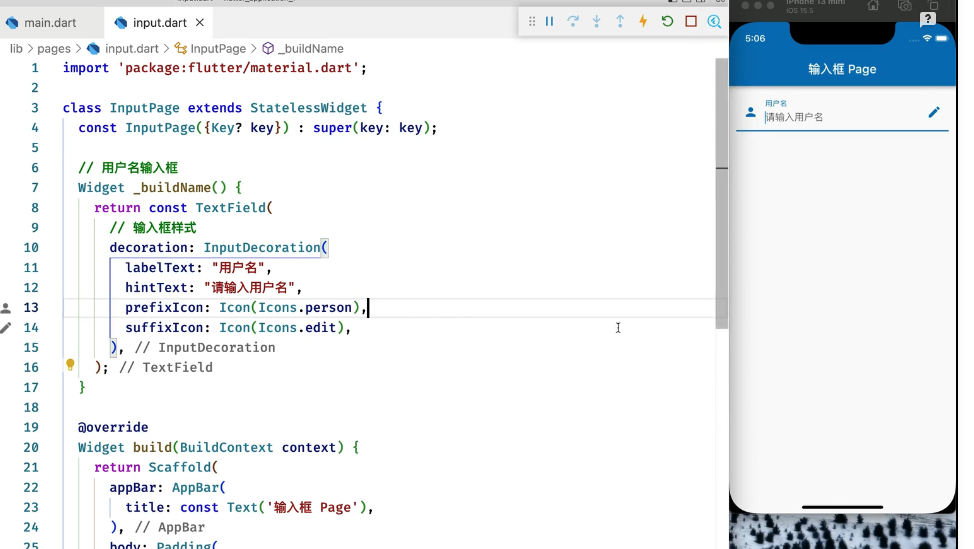 main.dart
input.dart
lib > pages > input.dart > InputPage > _buildName
1 import 'package:flutter/material.dart';
2
3 class InputPage extends StatelessWidget {
4 const InputPage({Key? key}) : super(key: key);
5
6 // 用户名输入框
7 Widget _buildName() {
8 return const TextField(
9 // 输入框样式
10 decoration: InputDecoration(
11 labelText: "用户名",
12 hintText: "请输入用户名",
13 prefixIcon: Icon(Icons.person),
14 suffixIcon: Icon(Icons.edit),
15 ), // InputDecoration
16 ); // TextField
17 }
18
19 @override
20 Widget build(BuildContext context) {
21 return Scaffold(
22 appBar: AppBar(
23 title: const Text('输入框 Page'),
24 ), // AppBar
25 body: Padding(
iPhone 13 mini
iOS 15.5
?
5:06
输入框 Page
用户名
请输入用户名